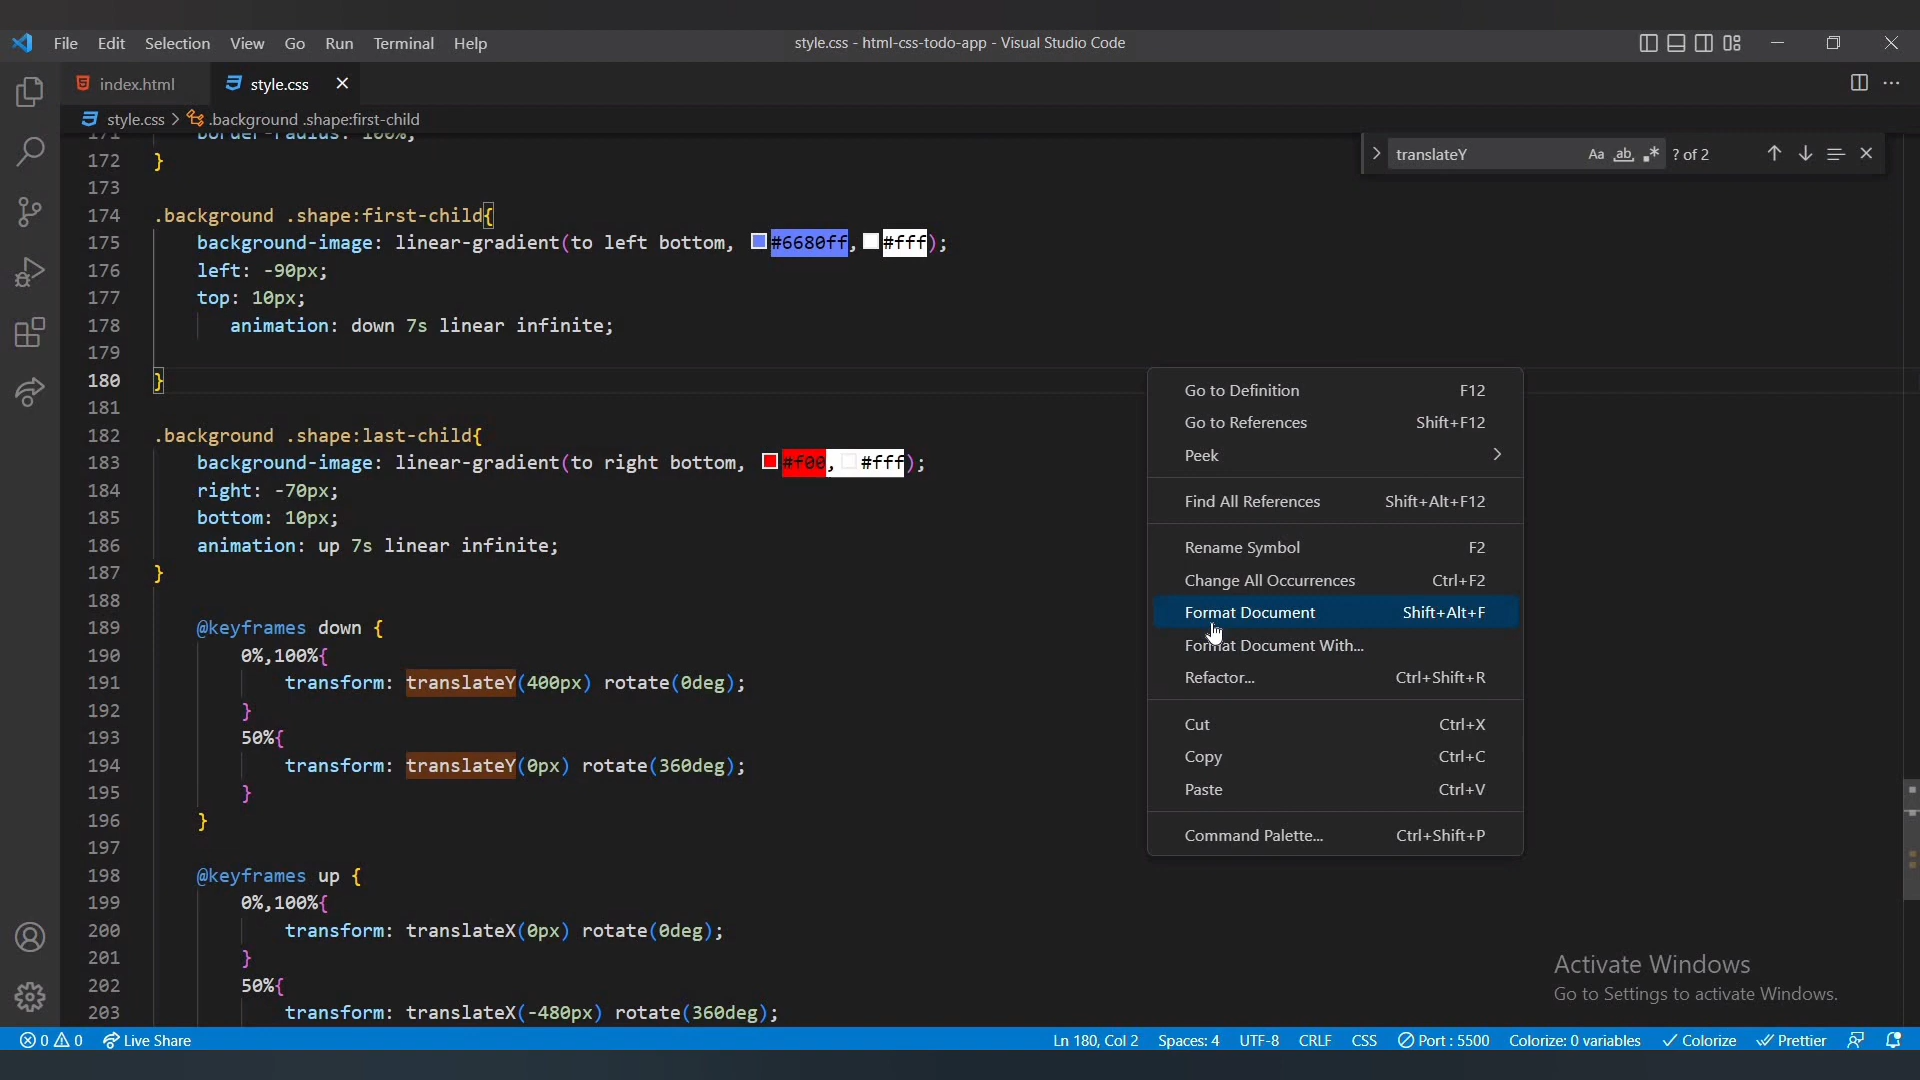 File Edit Selection View Go Run Terminal Help
style.css - html-css-todo-app - Visual Studio Code
index.html
style.css
style.css > .background .shape:first-child
translateY
Aa ab .* ? of 2
171 border-radius: 100%;
172 }
173
174 .background .shape:first-child{
175 background-image: linear-gradient(to left bottom, #6680ff, #fff);
176 left: -90px;
177 top: 10px;
178 animation: down 7s linear infinite;
179
180 }
181
182 .background .shape:last-child{
183 background-image: linear-gradient(to right bottom, #f00, #fff);
184 right: -70px;
185 bottom: 10px;
186 animation: up 7s linear infinite;
187 }
188
189 @keyframes down {
190 0%,100%{
191 transform: translateY(400px) rotate(0deg);
192 }
193 50%{
194 transform: translateY(0px) rotate(360deg);
195 }
196 }
197
198 @keyframes up {
199 0%,100%{
200 transform: translateX(0px) rotate(0deg);
201 }
202 50%{
203 transform: translateX(-480px) rotate(360deg);
Go to Definition F12
Go to References Shift+F12
Peek
Find All References Shift+Alt+F12
Rename Symbol F2
Change All Occurrences Ctrl+F2
Format Document Shift+Alt+F
Format Document With...
Refactor... Ctrl+Shift+R
Cut Ctrl+X
Copy Ctrl+C
Paste Ctrl+V
Command Palette... Ctrl+Shift+P
Activate Windows
Go to Settings to activate Windows.
0 0 Live Share
Ln 180, Col 2 Spaces: 4 UTF-8 CRLF CSS Port : 5500 Colorize: 0 variables Colorize Prettier